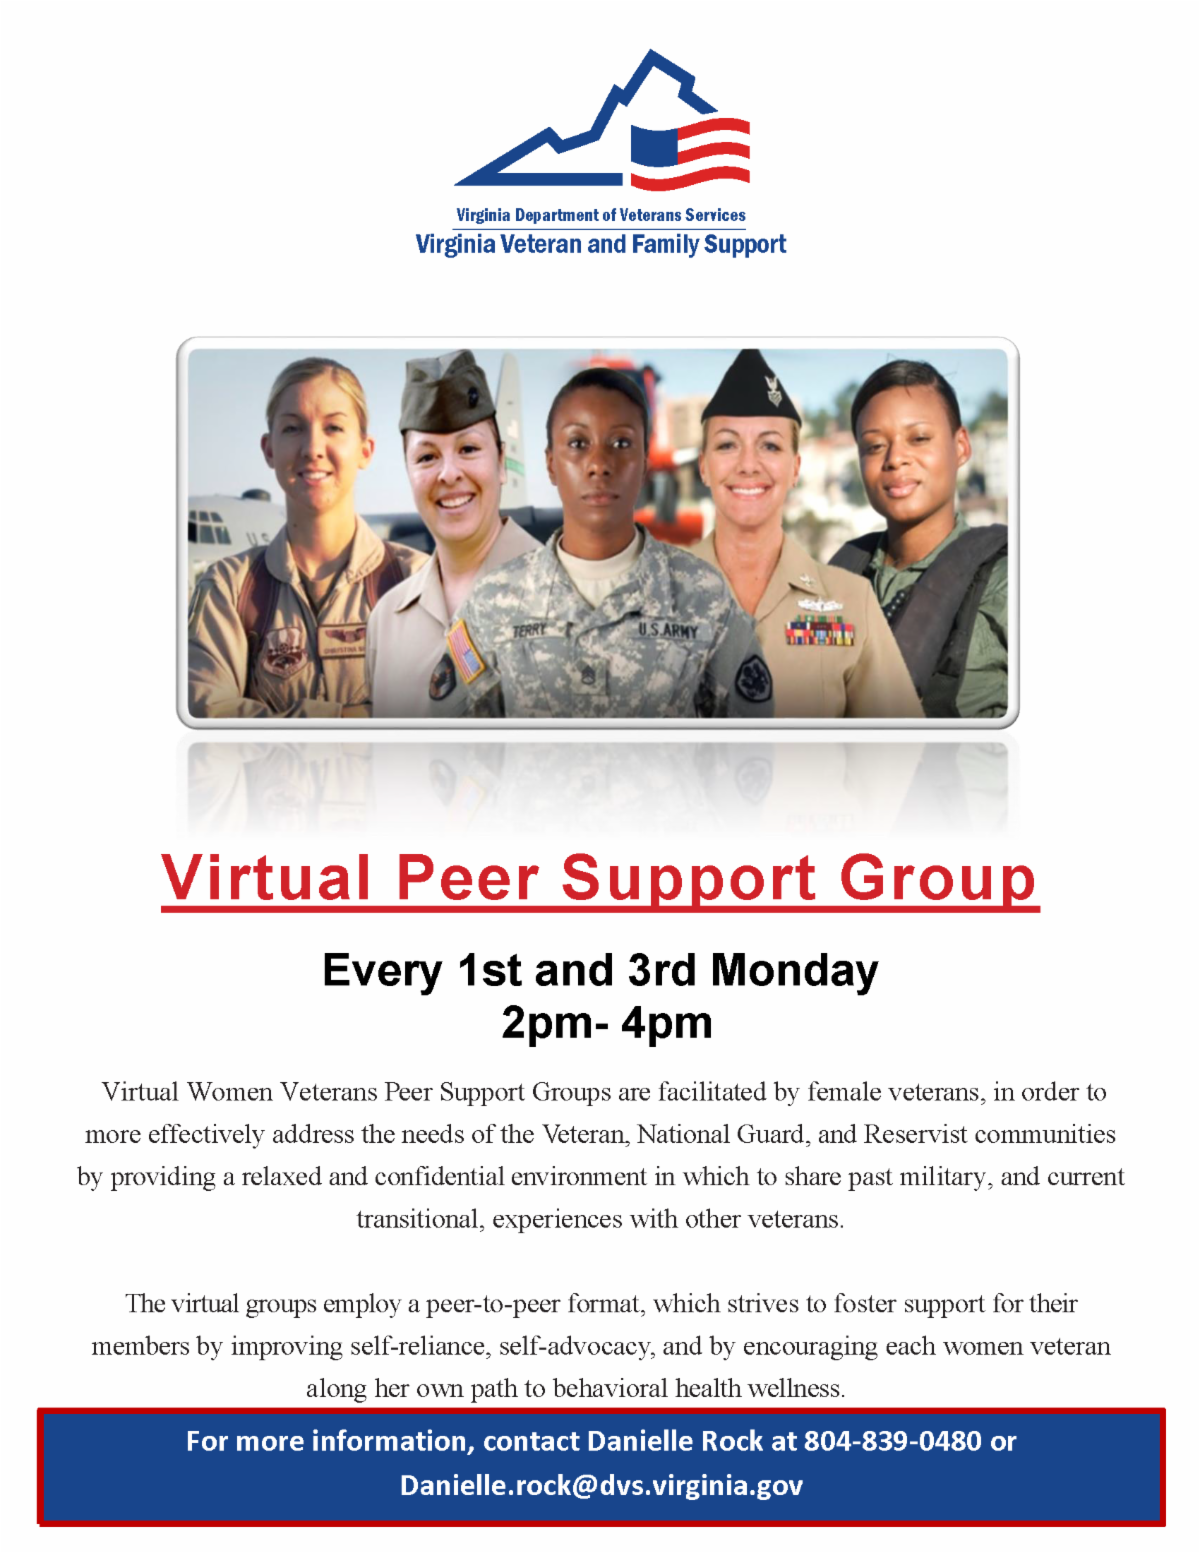 Virginia Department of Veterans Services
Virginia Veteran and Family Support
U.S
TERRY
U.S.ARMY
Virtual Peer Support Group
Every 1st and 3rd Monday
2pm- 4pm
Virtual Women Veterans Peer Support Groups are facilitated by female veterans, in order to
more effectively address the needs of the Veteran, National Guard, and Reservist communities
by providing a relaxed and confidential environment in which to share past military, and current
transitional, experiences with other veterans.
The virtual groups employ a peer-to-peer format, which strives to foster support for their
members by improving self-reliance, self-advocacy, and by encouraging each women veteran
along her own path to behavioral health wellness.
For more information, contact Danielle Rock at 804-839-0480 or
Danielle.rock@dvs.virginia.gov